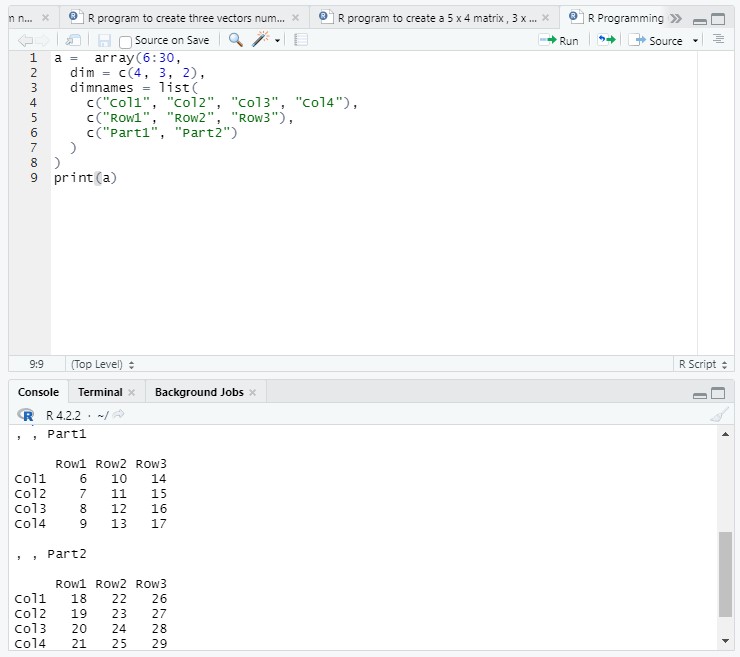 m n...
R program to create three vectors num...
R program to create a 5 x 4 matrix , 3 x ...
R Programming
Source on Save
Run
Source
1 a =  array(6:30,
2   dim = c(4, 3, 2),
3   dimnames = list(
4     c("Col1", "Col2", "Col3", "Col4"),
5     c("Row1", "Row2", "Row3"),
6     c("Part1", "Part2")
7   )
8 )
9 print(a)
9:9 (Top Level) R Script
Console Terminal Background Jobs
R R 4.2.2 · ~/
, , Part1
     Row1 Row2 Row3
Col1    6   10   14
Col2    7   11   15
Col3    8   12   16
Col4    9   13   17
, , Part2
     Row1 Row2 Row3
Col1   18   22   26
Col2   19   23   27
Col3   20   24   28
Col4   21   25   29